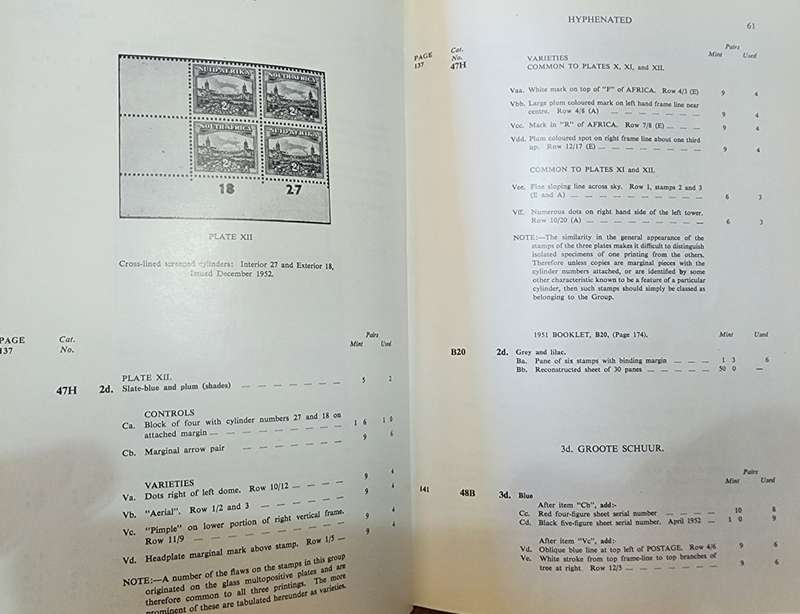 SUID-AFRIKA
SOUTH AFRICA
SOUTH AFRICA
SUID-AFRIKA
18 27
PLATE XII
Cross-lined screened cylinders: Interior 27 and Exterior 18,
Issued December 1952.
PAGE Cat. Pairs
137 No. Mint Used
PLATE XII.
47H 2d. Slate-blue and plum (shades) — — — — — — — 5 2
CONTROLS
Ca. Block of four with cylinder numbers 27 and 18 on
attached margin — — — — — — — — 1 6 1 0
Cb. Marginal arrow pair — — — — — — — 9 6
VARIETIES
Va. Dots right of left dome. Row 10/12 — — — — 9 4
Vb. "Aerial". Row 1/2 and 3 — — — — — — 9 4
Vc. "Pimple" on lower portion of right vertical frame.
Row 11/9 — — — — — — — — 9 4
Vd. Headplate marginal mark above stamp. Row 1/5 — — 9 4
NOTE:—A number of the flaws on the stamps in this group
originated on the glass multopositive plates and are
therefore common to all three printings. The more
prominent of these are tabulated hereunder as varieties.
HYPHENATED 61
PAGE Cat. Pairs
137 No. Mint Used
47H VARIETIES
COMMON TO PLATES X, XI, and XII.
Vaa. White mark on top of "F" of AFRICA. Row 4/3 (E) 9 4
Vbb. Large plum coloured mark on left hand frame line near
centre. Row 4/8 (A) — — — — — — 9 4
Vcc. Mark in "R" of AFRICA. Row 7/8 (E) — — — 9 4
Vdd. Plum coloured spot on right frame line about one third
up. Row 12/17 (E) — — — — — — 9 4
COMMON TO PLATES XI and XII.
Vee. Fine sloping line across sky. Row 1, stamps 2 and 3
(E and A) — — — — — — — — 6 3
Vff. Numerous dots on right hand side of the left tower.
Row 10/20 (A) — — — — — — — 6 3
NOTE:—The similarity in the general appearance of the
stamps of the three plates makes it difficult to distinguish
isolated specimens of one printing from the others.
Therefore unless copies are marginal pieces with the
cylinder numbers attached, or are identified by some
other characteristic known to be a feature of a particular
cylinder, then such stamps should simply be classed as
belonging to the Group.
1951 BOOKLET, B20, (Page 174). Mint Used
B20 2d. Grey and lilac.
Ba. Pane of six stamps with binding margin — — — 1 3 6
Bb. Reconstructed sheet of 30 panes — — — — 50 0 —
3d. GROOTE SCHUUR.
Pairs
Mint Used
141 48B 3d. Blue
After item "Cb", add:-
Cc. Red four-figure sheet serial number — — — — 10 8
Cd. Black five-figure sheet serial number. April 1952 — 1 0 9
After item "Vc", add:-
Vd. Oblique blue line at top left of POSTAGE. Row 4/6 9 6
Ve. White stroke from top frame-line to top branches of
tree at right. Row 12/3 — — — — — 9 6